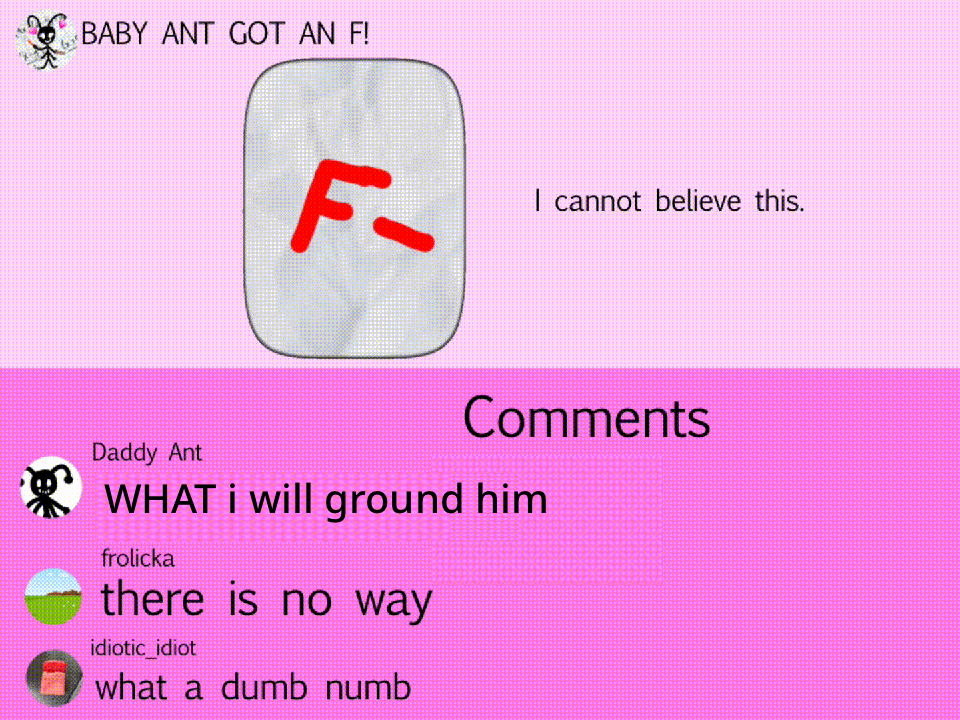 BABY ANT GOT AN F!
F-
I cannot believe this.
Comments
Daddy Ant
WHAT i will ground him
frolicka
there is no way
idiotic_idiot
what a dumb numb